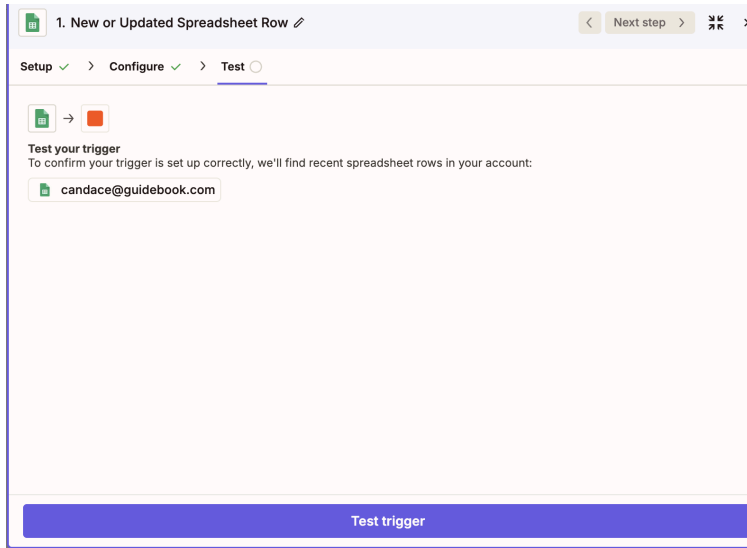 1. New or Updated Spreadsheet Row
Next step
Setup
Configure
Test
Test your trigger
To confirm your trigger is set up correctly, we'll find recent spreadsheet rows in your account:
candace@guidebook.com
Test trigger